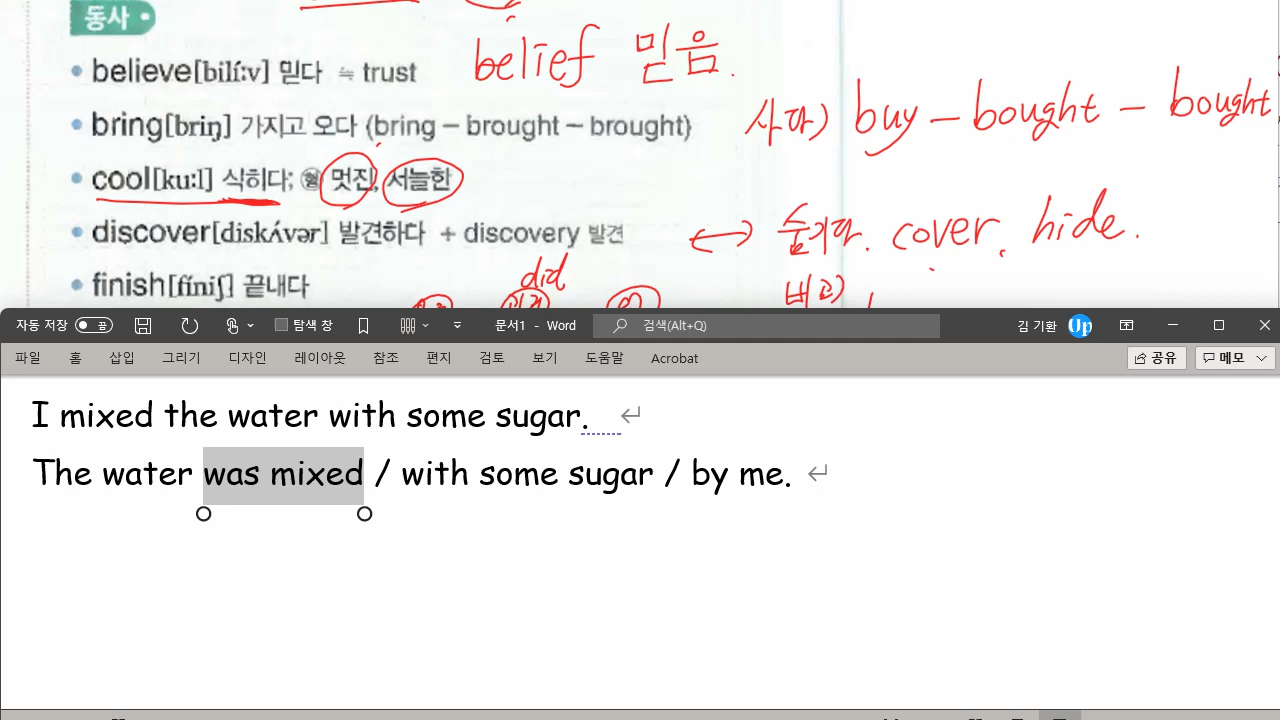 동사
belief 믿음.
believe[bilíːv] 믿다 ≒ trust
사다) buy - bought - bought
bring[briŋ] 가지고 오다 (bring - brought - brought)
cool[kuːl] 식히다; 형 멋진, 서늘한
discover[diskʌ́vər] 발견하다 + discovery 발견
↔ 숨기다. cover. hide.
did
finish[fíniʃ] 끝내다
비교)
자동 저장 끔 탐색 창 문서1 - Word 검색(Alt+Q) 김 기환 Up
파일 홈 삽입 그리기 디자인 레이아웃 참조 편지 검토 보기 도움말 Acrobat 공유 메모
I mixed the water with some sugar.
The water was mixed / with some sugar / by me.